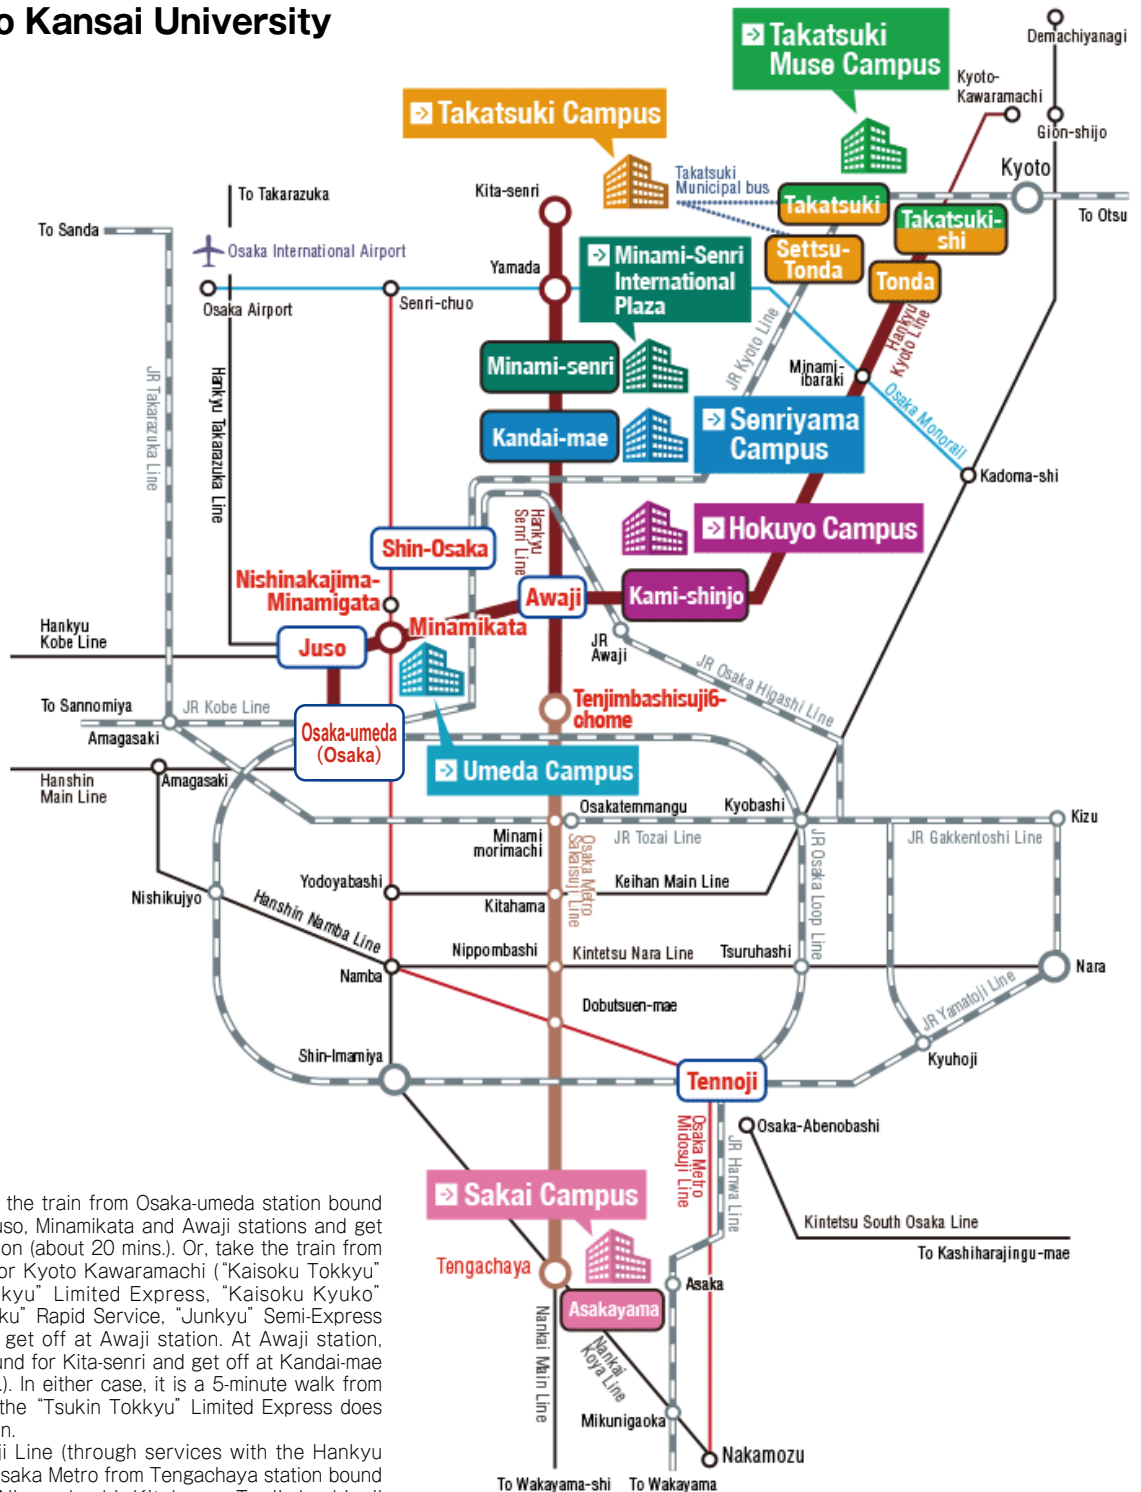 o Kansai University
Takatsuki
Muse Campus
Demachiyanagi
Kyoto-
Kawaramachi
Gion-shijo
Takatsuki Campus
Kyoto
To Otsu
Takatsuki
Municipal bus
Takatsuki
Takatsuki-
shi
Settsu-
Tonda
Tonda
To Takarazuka
Kita-senri
To Sanda
Osaka International Airport
Yamada
Minami-Senri
International
Plaza
Osaka Airport
Senri-chuo
JR Kyoto Line
Hankyu
Kyoto Line
Minami-
ibaraki
Osaka Monorail
JR Takarazuka Line
Hankyu Takarazuka Line
Minami-senri
Kandai-mae
Senriyama
Campus
Kadoma-shi
Hankyu
Senri Line
Hokuyo Campus
Shin-Osaka
Nishinakajima-
Minamigata
Awaji
Kami-shinjo
Minamikata
Hankyu
Kobe Line
Juso
JR
Awaji
JR Osaka Higashi Line
To Sannomiya
JR Kobe Line
Amagasaki
Tenjimbashisuji6-
chome
Osaka-umeda
(Osaka)
Umeda Campus
Hanshin
Main Line
Amagasaki
Osakatemmangu
Kyobashi
Kizu
Minami
morimachi
JR Tozai Line
JR Gakkentoshi Line
Osaka Metro
Sakaisuji Line
JR Osaka Loop Line
Nishikujyo
Yodoyabashi
Keihan Main Line
Kitahama
Hanshin Namba Line
Nippombashi
Kintetsu Nara Line
Tsuruhashi
Namba
Nara
Dobutsuen-mae
JR Yamatoji Line
Kyuhoji
Shin-Imamiya
Tennoji
Osaka Metro
Midosuji Line
JR Hanwa Line
Osaka-Abenobashi
Kintetsu South Osaka Line
To Kashiharajingu-mae
Sakai Campus
Tengachaya
Asaka
Asakayama
Nankai Main Line
Nankai
Koya Line
Mikunigaoka
Nakamozu
To Wakayama-shi
To Wakayama
the train from Osaka-umeda station bound
uso, Minamikata and Awaji stations and get
on (about 20 mins.). Or, take the train from
or Kyoto Kawaramachi (“Kaisoku Tokkyu”
kyu” Limited Express, “Kaisoku Kyuko”
ku” Rapid Service, “Junkyu” Semi-Express
get off at Awaji station. At Awaji station,
und for Kita-senri and get off at Kandai-mae
.). In either case, it is a 5-minute walk from
the “Tsukin Tokkyu” Limited Express does
n.
ji Line (through services with the Hankyu
saka Metro from Tengachaya station bound